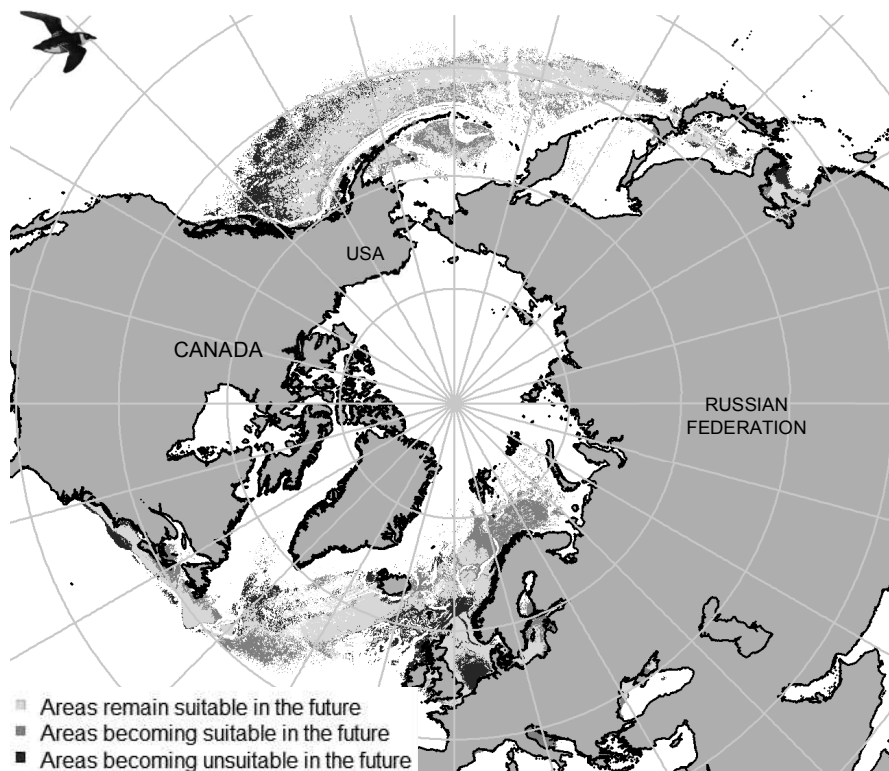 USA
CANADA
RUSSIAN
FEDERATION
Areas remain suitable in the future
Areas becoming suitable in the future
Areas becoming unsuitable in the future